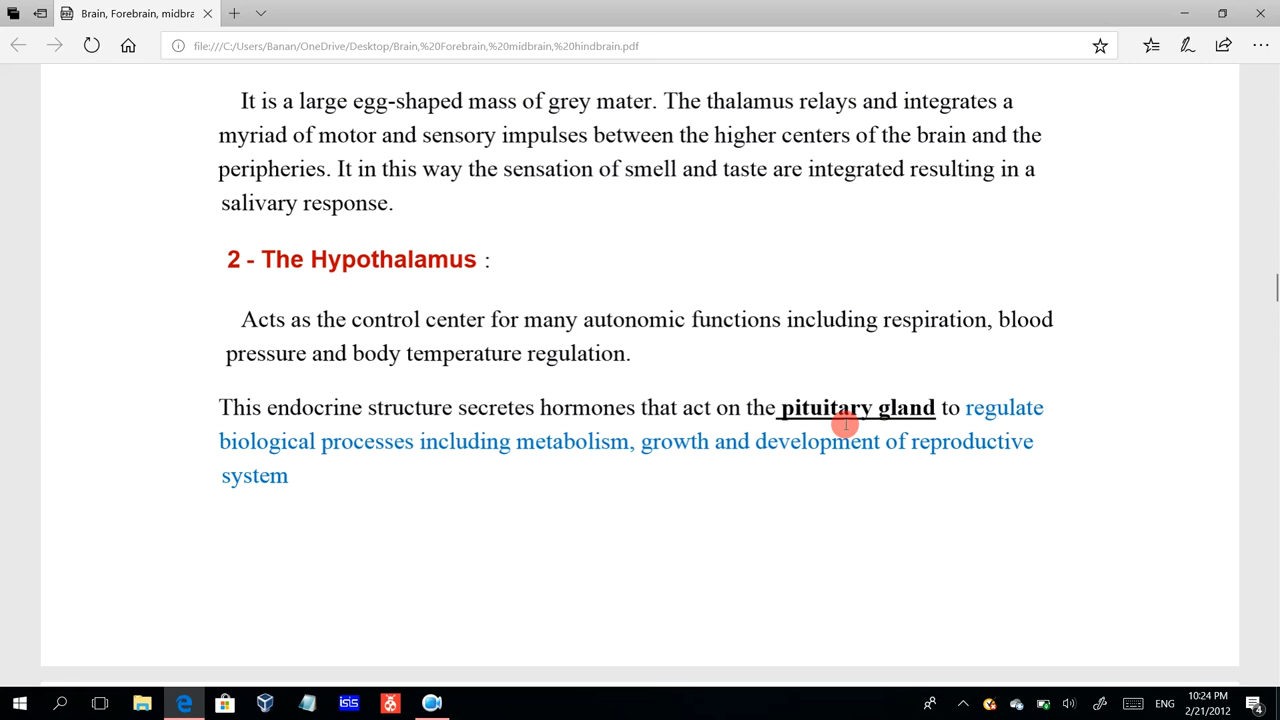 Brain, Forebrain, midbra
file:///C:/Users/Banan/OneDrive/Desktop/Brain,%20Forebrain,%20midbrain,%20hindbrain.pdf
It is a large egg-shaped mass of grey mater. The thalamus relays and integrates a
myriad of motor and sensory impulses between the higher centers of the brain and the
peripheries. It in this way the sensation of smell and taste are integrated resulting in a
salivary response.
2 - The Hypothalamus :
Acts as the control center for many autonomic functions including respiration, blood
pressure and body temperature regulation.
This endocrine structure secretes hormones that act on the pituitary gland to regulate
biological processes including metabolism, growth and development of reproductive
system
isis
ENG
10:24 PM
2/21/2012
4